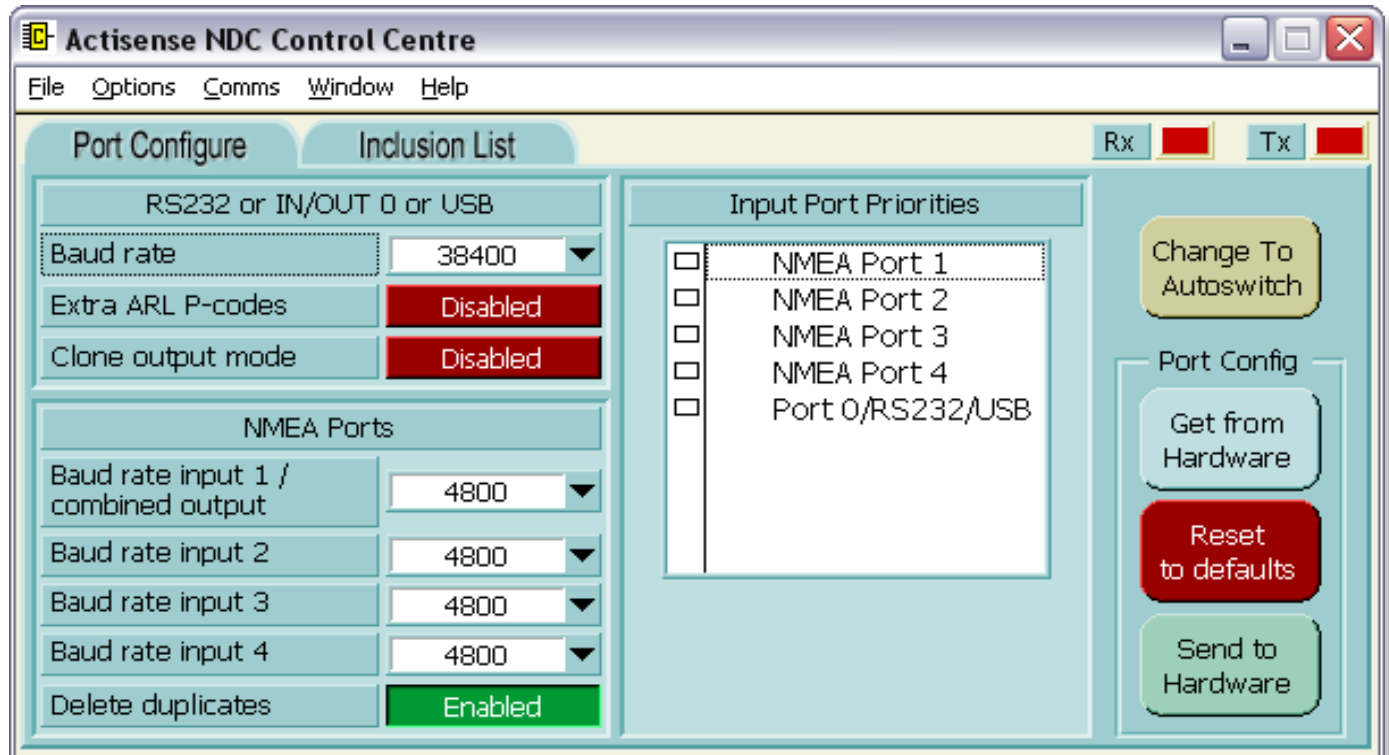 Actisense NDC Control Centre
File Options Comms Window Help
Port Configure
Inclusion List
Rx
Tx
RS232 or IN/OUT 0 or USB
Baud rate
38400
Extra ARL P-codes
Disabled
Clone output mode
Disabled
NMEA Ports
Baud rate input 1 /
combined output
4800
Baud rate input 2
4800
Baud rate input 3
4800
Baud rate input 4
4800
Delete duplicates
Enabled
Input Port Priorities
NMEA Port 1
NMEA Port 2
NMEA Port 3
NMEA Port 4
Port 0/RS232/USB
Change To
Autoswitch
Port Config
Get from
Hardware
Reset
to defaults
Send to
Hardware